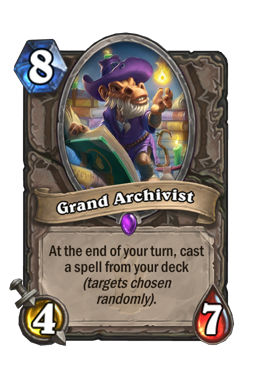 8
Grand Archivist
At the end of your turn, cast
a spell from your deck
(targets chosen
randomly).
4
7